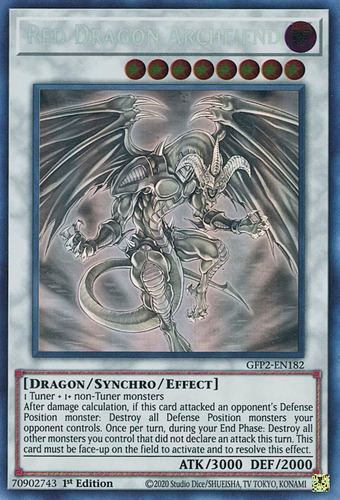 RED DRAGON ARCHFIEND
GFP2-EN182
[DRAGON/SYNCHRO/EFFECT]
1 Tuner + 1+ non-Tuner monsters
After damage calculation, if this card attacked an opponent's Defense
Position monster: Destroy all Defense Position monsters your
opponent controls. Once per turn, during your End Phase: Destroy all
other monsters you control that did not declare an attack this turn. This
card must be face-up on the field to activate and to resolve this effect.
ATK/3000 DEF/2000
70902743 1st Edition ©2020 Studio Dice/SHUEISHA, TV TOKYO, KONAMI